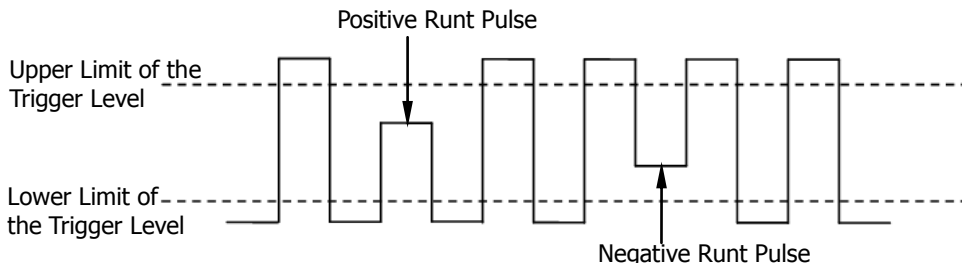 Positive Runt Pulse
Upper Limit of the
Trigger Level
Lower Limit of
the Trigger Level
Negative Runt Pulse